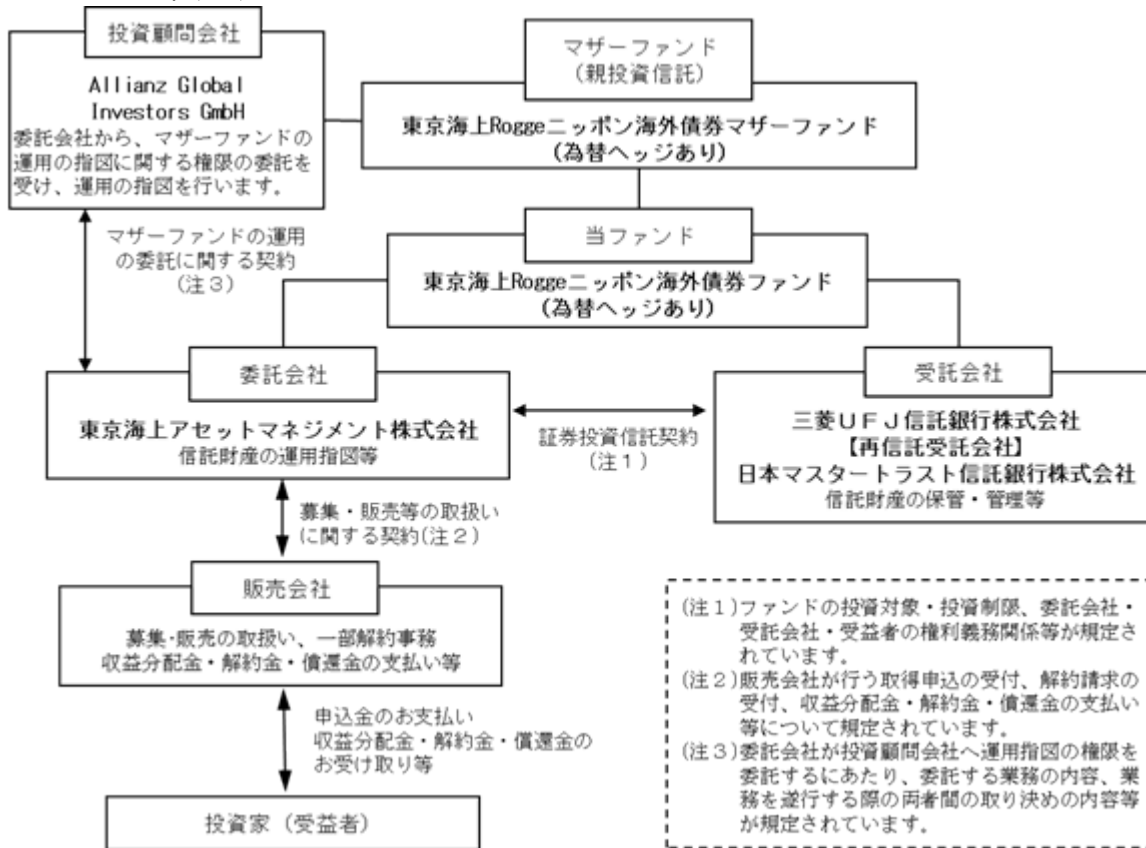 投資顧問会社
Allianz Global
Investors GmbH
委託会社から、マザーファンドの
運用の指図に関する権限の委託を
受け、運用の指図を行います。
マザーファンド
(親投資信託)
東京海上Roggeニッポン海外債券マザーファンド
(為替ヘッジあり)
マザーファンドの運用
の委託に関する契約
(注3)
当ファンド
東京海上Roggeニッポン海外債券ファンド
(為替ヘッジあり)
委託会社
東京海上アセットマネジメント株式会社
信託財産の運用指図等
証券投資信託契約
(注1)
受託会社
三菱UFJ信託銀行株式会社
【再信託受託会社】
日本マスタートラスト信託銀行株式会社
信託財産の保管・管理等
募集・販売等の取扱い
に関する契約(注2)
販売会社
募集・販売の取扱い、一部解約事務
収益分配金・解約金・償還金の支払い等
申込金のお支払い
収益分配金・解約金・償還金の
お受け取り等
投資家(受益者)
(注1)ファンドの投資対象・投資制限、委託会社・
受託会社・受益者の権利義務関係等が規定さ
れています。
(注2)販売会社が行う取得申込の受付、解約請求の
受付、収益分配金・解約金・償還金の支払い
等について規定されています。
(注3)委託会社が投資顧問会社へ運用指図の権限を
委託するにあたり、委託する業務の内容、業
務を遂行する際の両者間の取り決めの内容等
が規定されています。